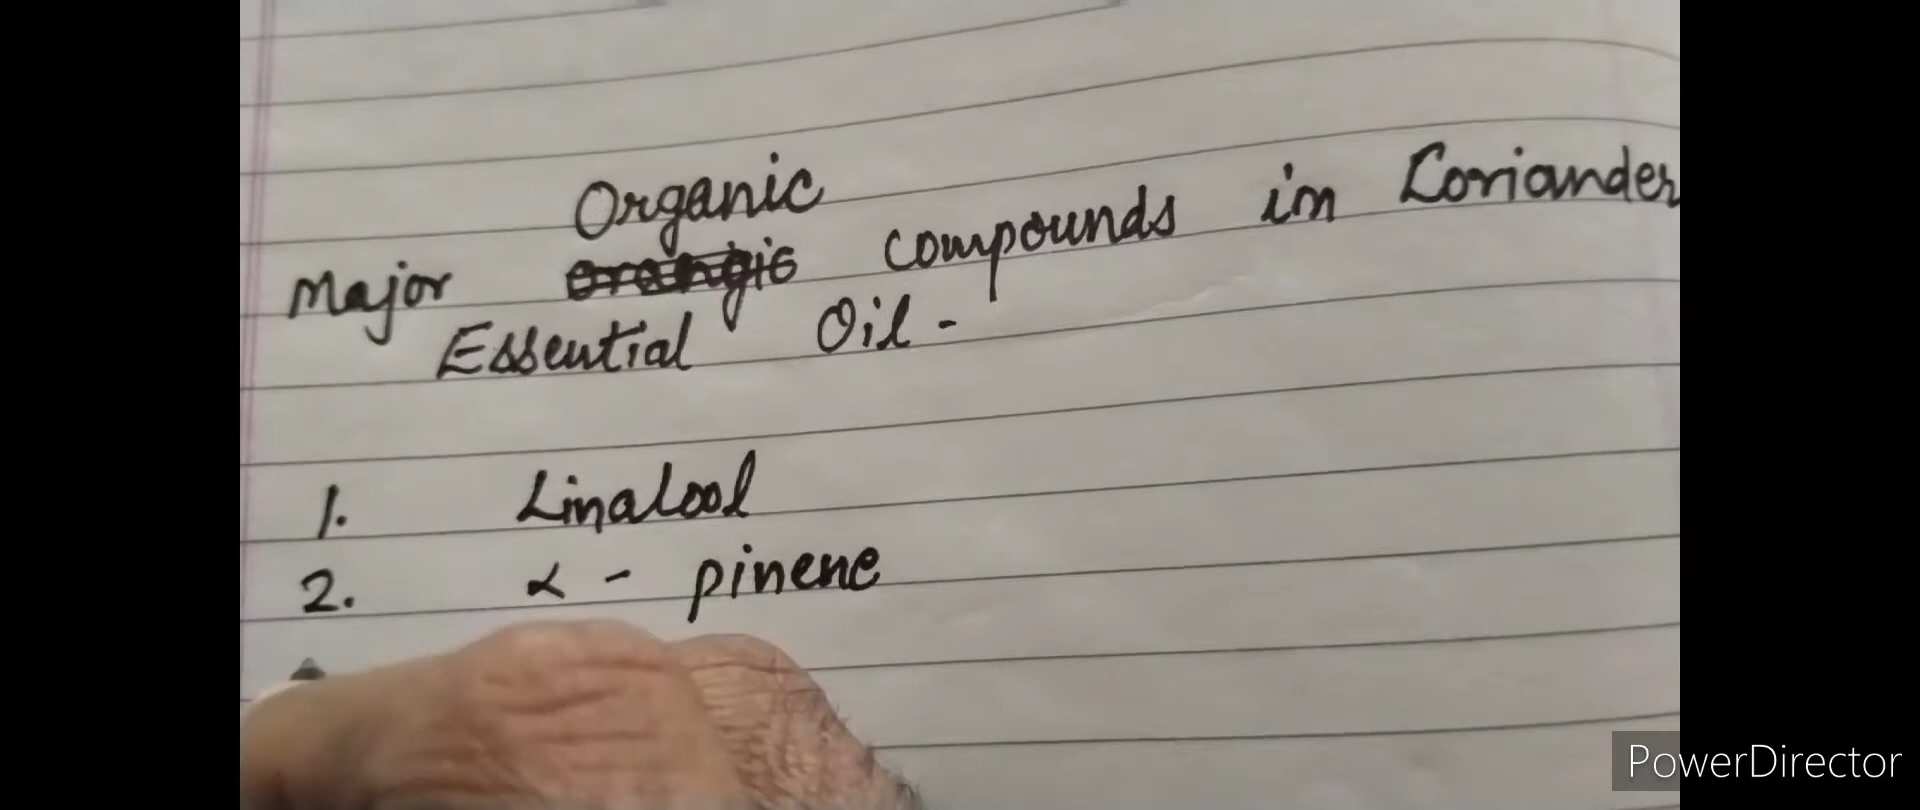 Organic
Major orangic compounds in Coriander
Essential Oil -
1. Linalool
2. α - pinene
PowerDirector